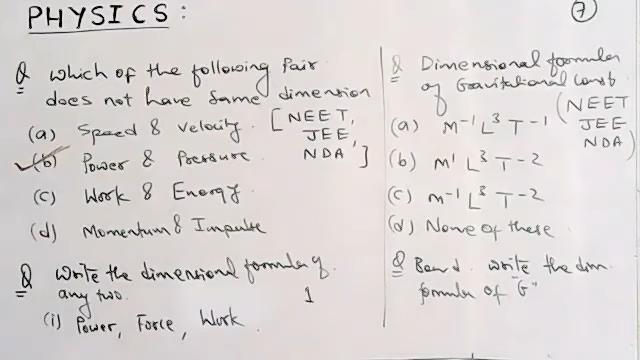 PHYSICS :
7
Q Which of the following Pair
does not have same dimension
[NEET,
JEE,
NDA]
(a) Speed & Velocity.
(b) Power & Pressure
(c) Work & Energy.
(d) Momentum & Impulse
Q Write the dimensional formula of
any two. 1
(i) Power, Force, Work.
Q Dimensional formula
of Gravitational const
(NEET
JEE
NDA)
(a) M⁻¹ L³ T⁻¹
(b) M¹ L³ T⁻²
(c) M⁻¹ L³ T⁻²
(d) None of these
Q Board. Write the dim.
formula of "G"